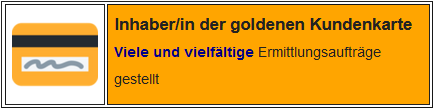 Inhaber/in der goldenen Kundenkarte
Viele und vielfältige Ermittlungsaufträge
gestellt